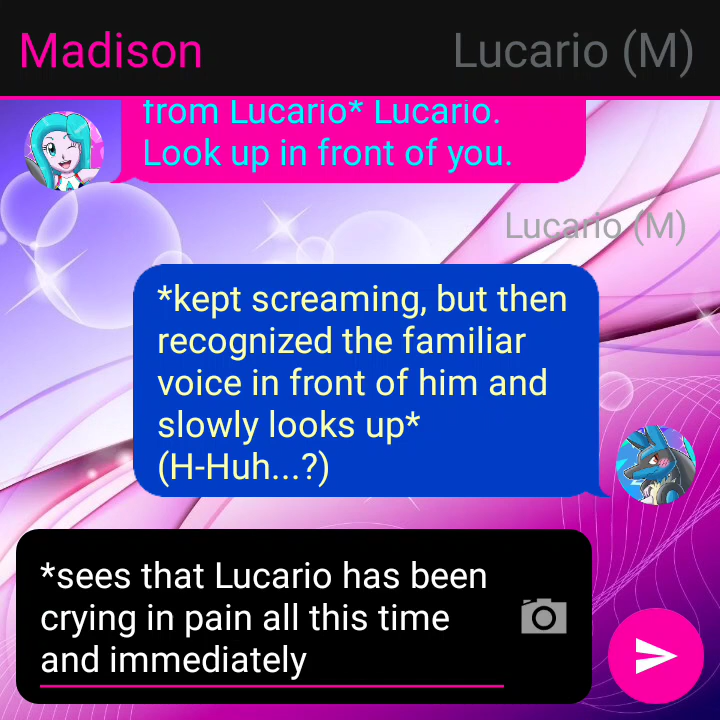 Madison
Lucario (M)
from Lucario* Lucario.
Look up in front of you.
Lucario (M)
*kept screaming, but then
recognized the familiar
voice in front of him and
slowly looks up*
(H-Huh...?)
*sees that Lucario has been
crying in pain all this time
and immediately